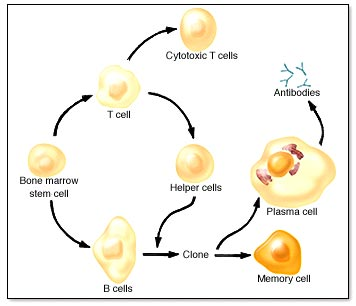 Cytotoxic T cells
Antibodies
T cell
Bone marrow
stem cell
Helper cells
Plasma cell
B cells
Clone
Memory cell